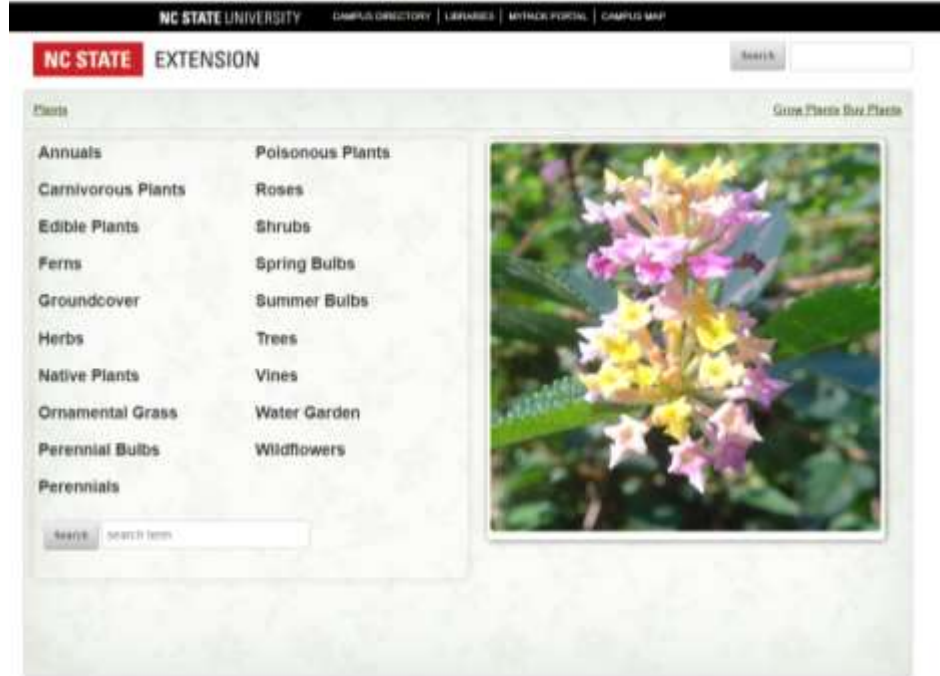 NC STATE UNIVERSITY CAMPUS DIRECTORY | LIBRARIES | MYPACK PORTAL | CAMPUS MAP
NC STATE EXTENSION
Search
Plants
Grow Plants Buy Plants
Annuals
Carnivorous Plants
Edible Plants
Ferns
Groundcover
Herbs
Native Plants
Ornamental Grass
Perennial Bulbs
Perennials
Poisonous Plants
Roses
Shrubs
Spring Bulbs
Summer Bulbs
Trees
Vines
Water Garden
Wildflowers
Search search term